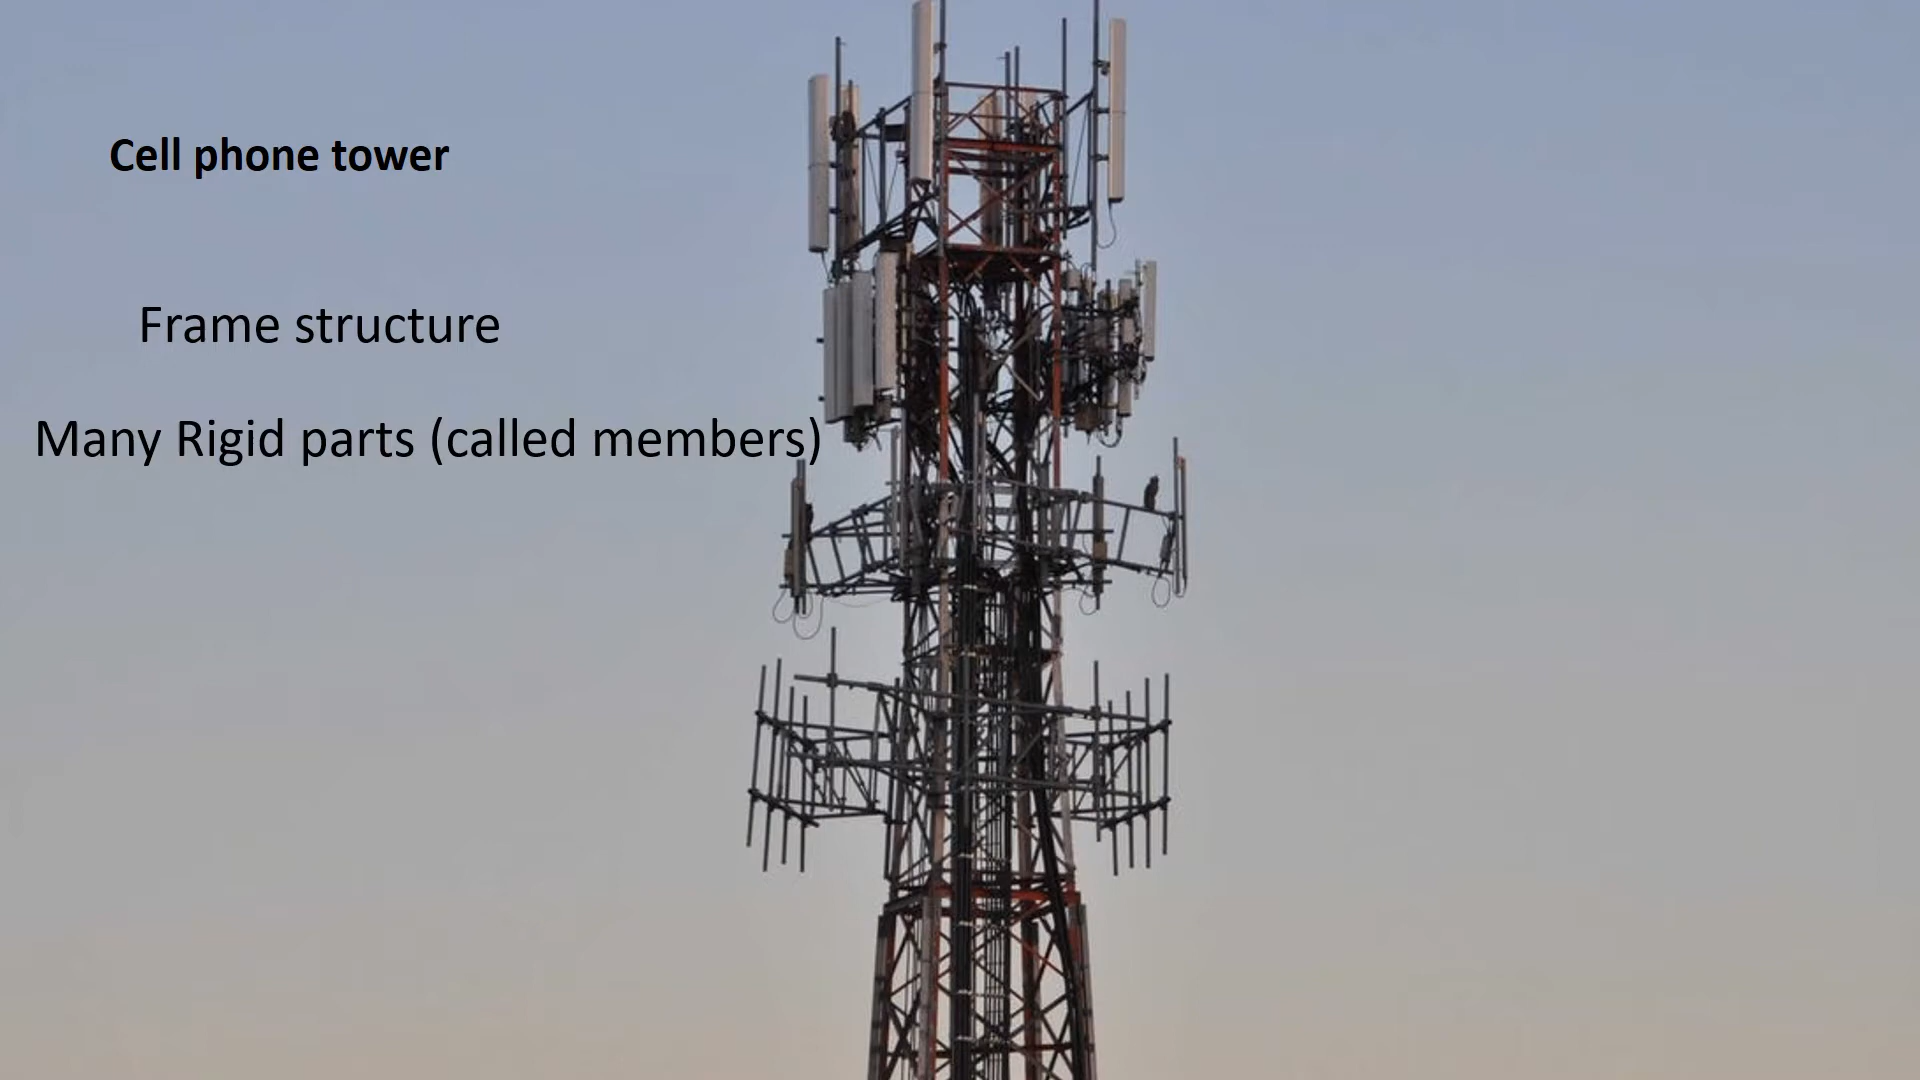 Cell phone tower
Frame structure
Many Rigid parts (called members)